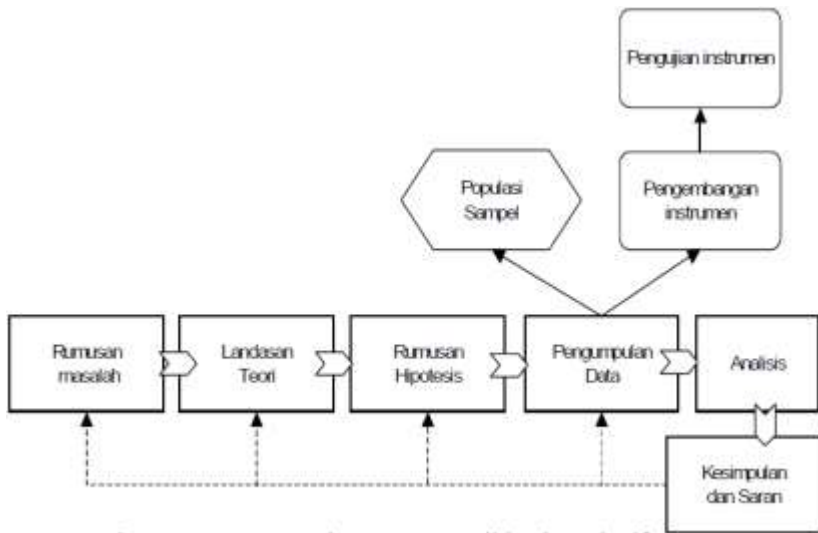 Pengujian instrumen
Populasi
Sampel
Pengembangan
instrumen
Rumusan
masalah
Landasan
Teori
Rumusan
Hipotesis
Pengumpulan
Data
Analisis
Kesimpulan
dan Saran